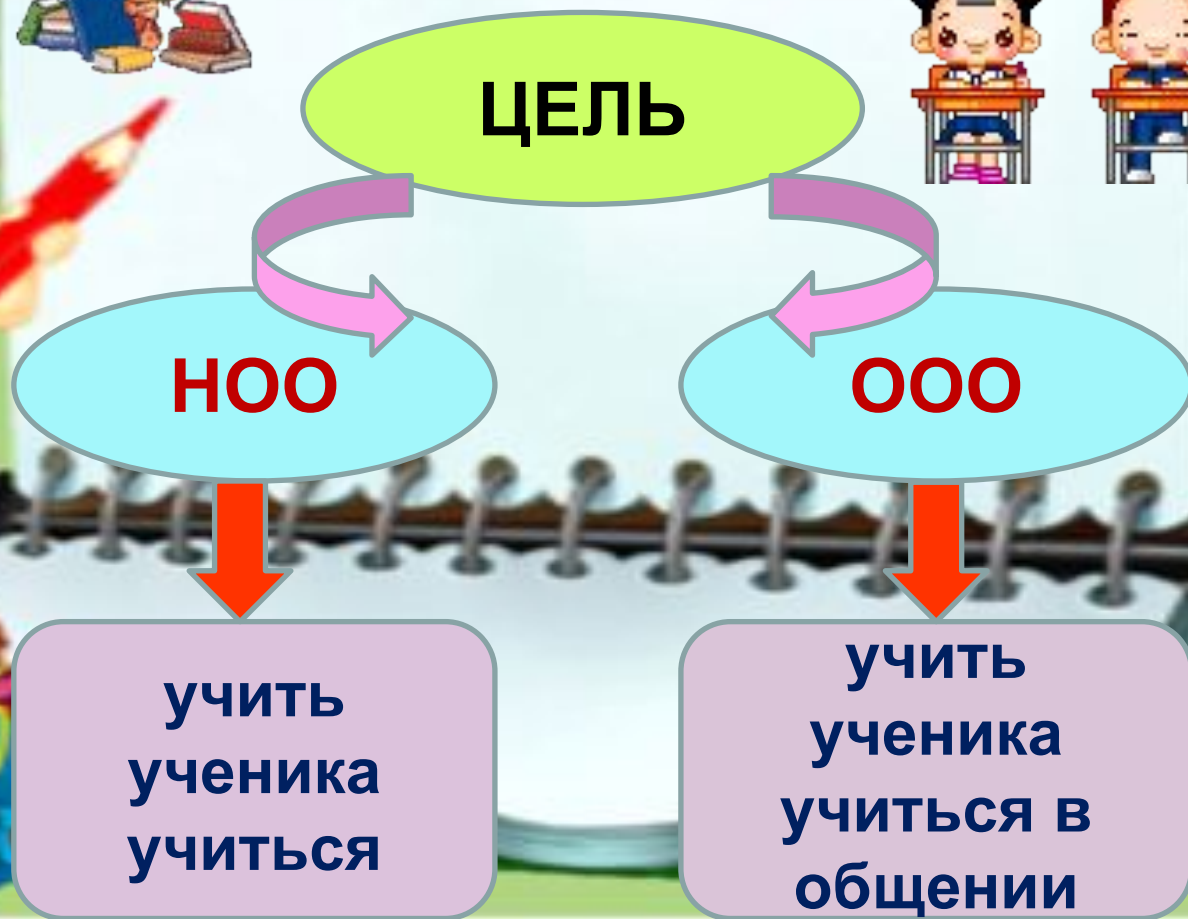 ЦЕЛЬ
НОО
ООО
учить
ученика
учиться
учить
ученика
учиться в
общении